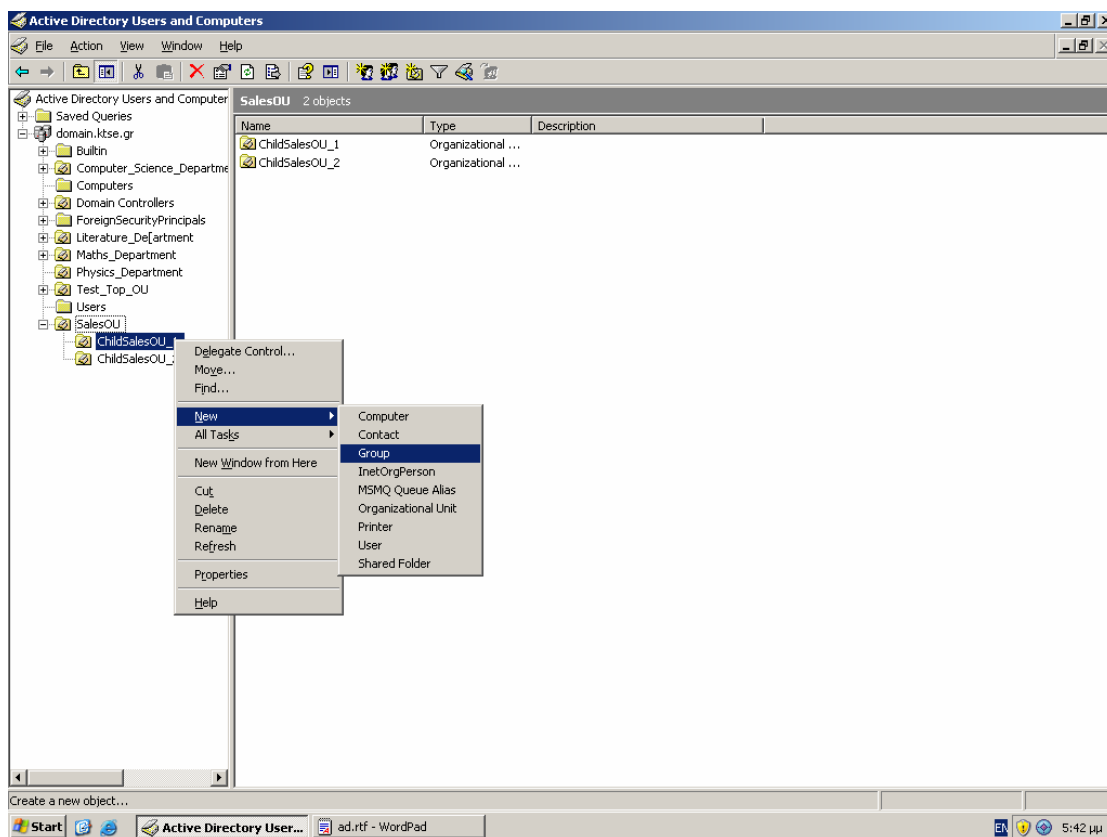 Active Directory Users and Computers
File Action View Window Help
Active Directory Users and Computer
Saved Queries
domain.ktse.gr
Builtin
Computer_Science_Departme
Computers
Domain Controllers
ForeignSecurityPrincipals
Literature_De[artment
Maths_Department
Physics_Department
Test_Top_OU
Users
SalesOU
ChildSalesOU_1
ChildSalesOU_2
SalesOU 2 objects
Name Type Description
ChildSalesOU_1 Organizational ...
ChildSalesOU_2 Organizational ...
Delegate Control...
Move...
Find...
New
All Tasks
New Window from Here
Cut
Delete
Rename
Refresh
Properties
Help
Computer
Contact
Group
InetOrgPerson
MSMQ Queue Alias
Organizational Unit
Printer
User
Shared Folder
Create a new object...
Start Active Directory User... ad.rtf - WordPad EN 5:42 μμ